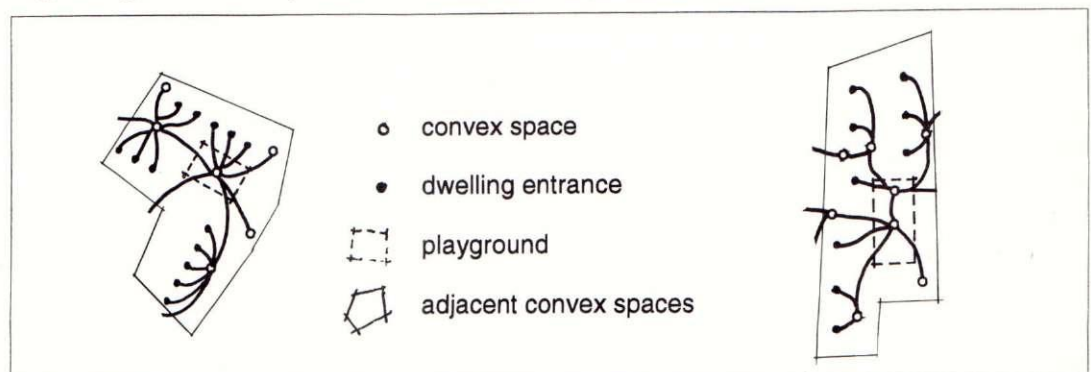 convex space
dwelling entrance
playground
adjacent convex spaces